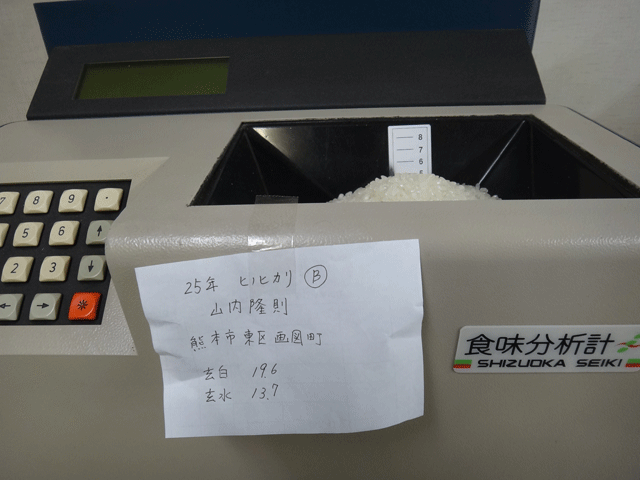 8
7
6
7 8 9
4 5 6
2 3
25年 ヒノヒカリ Ⓑ
山内隆則
熊本市東区画図町
玄白 19.6
玄水 13.7
食味分析計
SHIZUOKA SEIKI